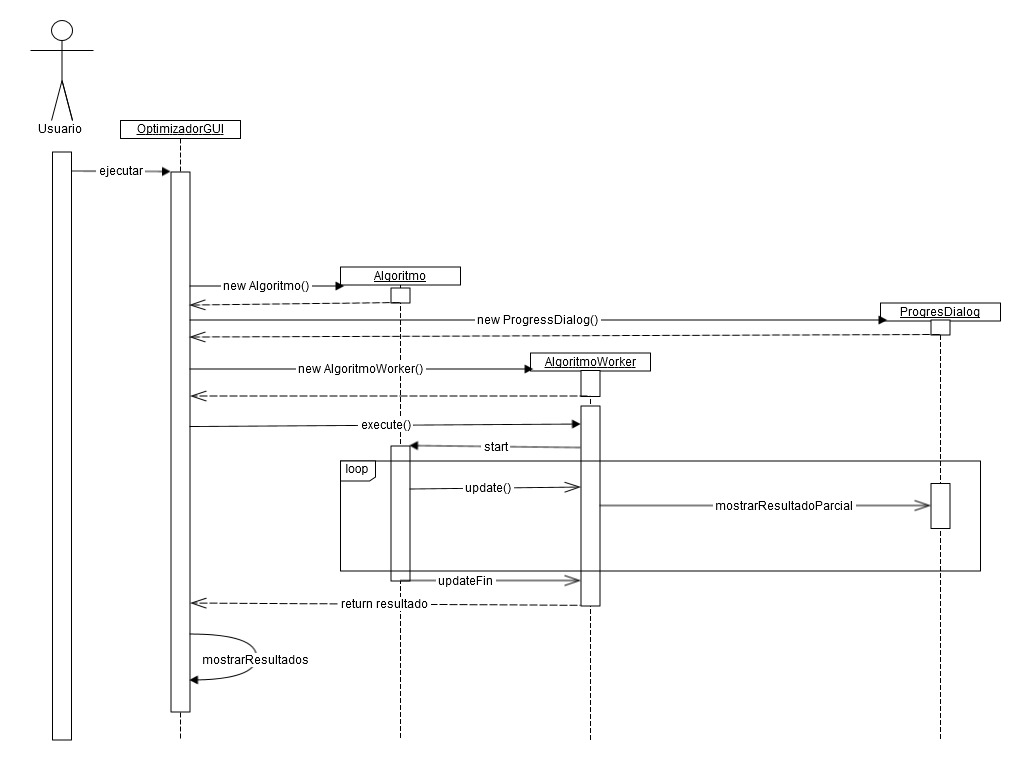 Usuario
OptimizadorGUI
ejecutar
Algoritmo
new Algoritmo()
ProgresDialog
new ProgressDialog()
AlgoritmoWorker
new AlgoritmoWorker()
execute()
start
loop
update()
mostrarResultadoParcial
updateFin
return resultado
mostrarResultados